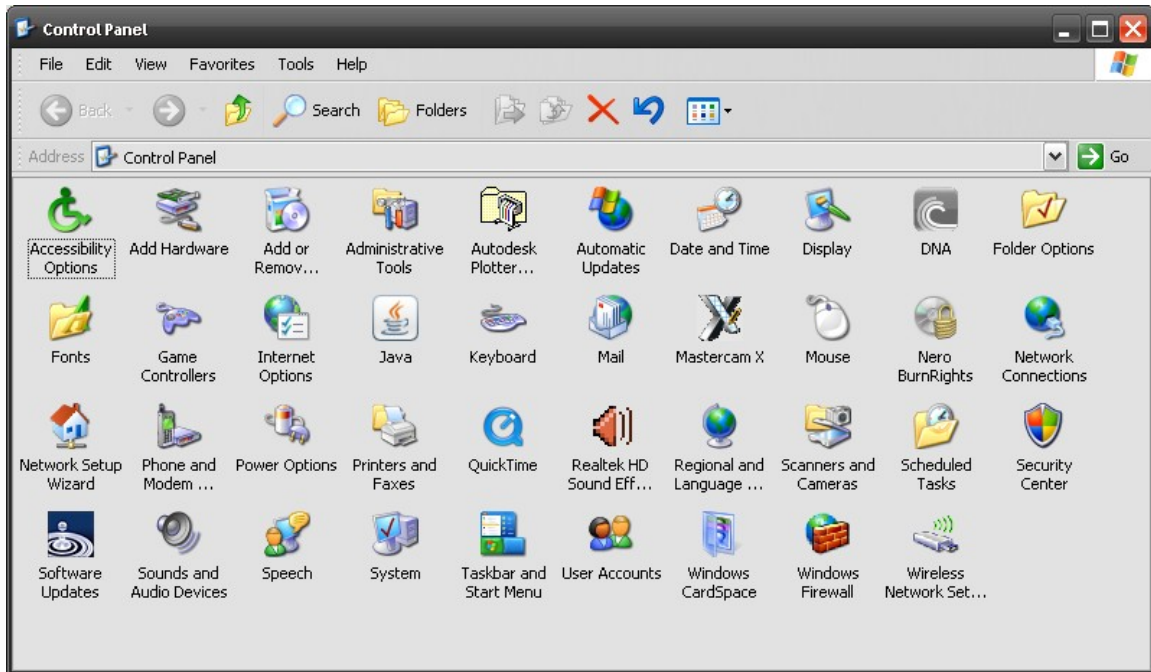 Control Panel
File Edit View Favorites Tools Help
Back Search Folders
Address Control Panel Go
Accessibility Options
Add Hardware
Add or Remov...
Administrative Tools
Autodesk Plotter...
Automatic Updates
Date and Time
Display
DNA
Folder Options
Fonts
Game Controllers
Internet Options
Java
Keyboard
Mail
Mastercam X
Mouse
Nero BurnRights
Network Connections
Network Setup Wizard
Phone and Modem ...
Power Options
Printers and Faxes
QuickTime
Realtek HD Sound Eff...
Regional and Language ...
Scanners and Cameras
Scheduled Tasks
Security Center
Software Updates
Sounds and Audio Devices
Speech
System
Taskbar and Start Menu
User Accounts
Windows CardSpace
Windows Firewall
Wireless Network Set...